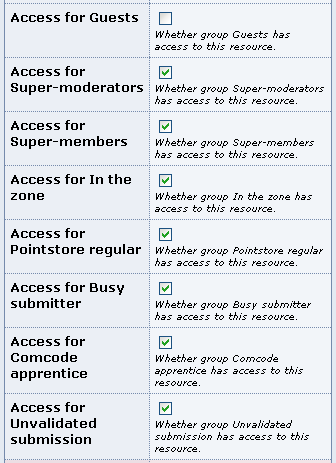 Access for Guests
Whether group Guests has
access to this resource.
Access for
Super-moderators
Whether group Super-moderators
has access to this resource.
Access for
Super-members
Whether group Super-members
has access to this resource.
Access for In the
zone
Whether group In the zone has
access to this resource.
Access for
Pointstore regular
Whether group Pointstore regular
has access to this resource.
Access for Busy
submitter
Whether group Busy submitter
has access to this resource.
Access for
Comcode
apprentice
Whether group Comcode
apprentice has access to this
resource.
Access for
Unvalidated
submission
Whether group Unvalidated
submission has access to this
resource.